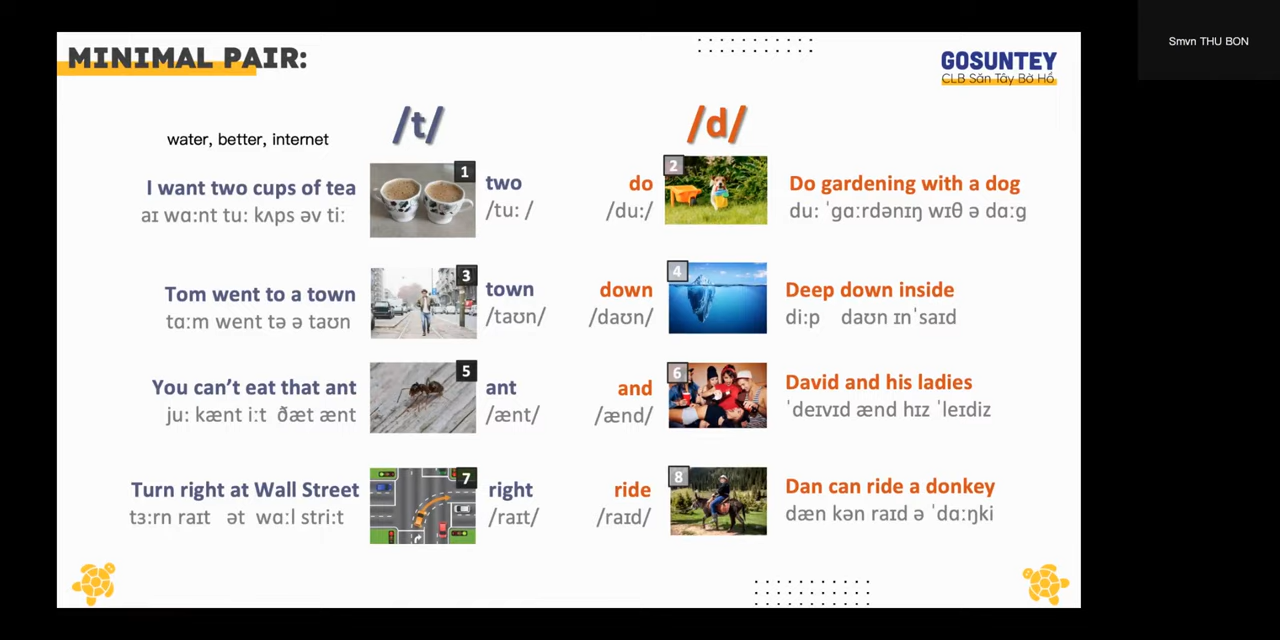 MINIMAL PAIR:
GOSUNTEY
CLB Săn Tây Bờ Hồ
Smvn THU BON
water, better, internet
/t/
/d/
I want two cups of tea
aɪ wɑːnt tuː kʌps əv tiː
1
two
/tuː /
do
/duː/
2
Do gardening with a dog
duː ˈɡɑːrdənɪŋ wɪθ ə dɑːɡ
Tom went to a town
tɑːm went tə ə taʊn
3
town
/taʊn/
down
/daʊn/
4
Deep down inside
diːp daʊn ɪnˈsaɪd
You can’t eat that ant
juː kænt iːt ðæt ænt
5
ant
/ænt/
and
/ænd/
6
David and his ladies
ˈdeɪvɪd ænd hɪz ˈleɪdiz
Turn right at Wall Street
tɜːrn raɪt ət wɑːl striːt
7
right
/raɪt/
ride
/raɪd/
8
Dan can ride a donkey
dæn kən raɪd ə ˈdɑːŋki